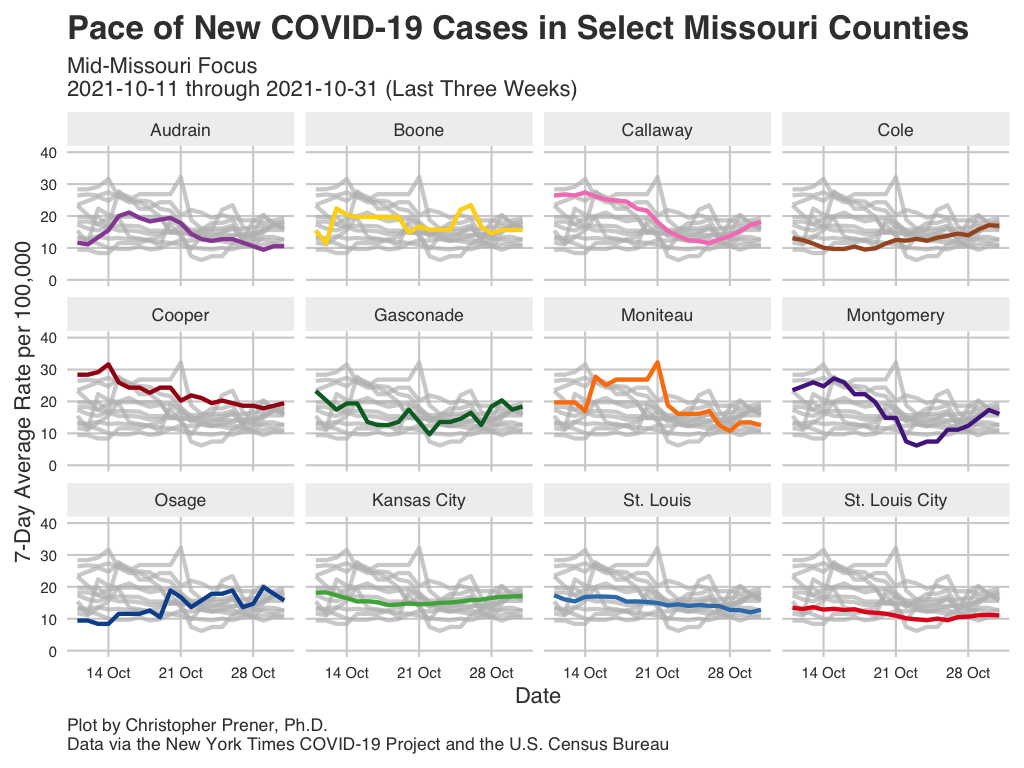 Pace of New COVID-19 Cases in Select Missouri Counties
Mid-Missouri Focus
2021-10-11 through 2021-10-31 (Last Three Weeks)
Audrain Boone Callaway Cole
40
30
20
10
0
Cooper Gasconade Moniteau Montgomery
40
30
20
10
0
Osage Kansas City St. Louis St. Louis City
40
30
20
10
0
7-Day Average Rate per 100,000
14 Oct 21 Oct 28 Oct 14 Oct 21 Oct 28 Oct 14 Oct 21 Oct 28 Oct 14 Oct 21 Oct 28 Oct
Date
Plot by Christopher Prener, Ph.D.
Data via the New York Times COVID-19 Project and the U.S. Census Bureau